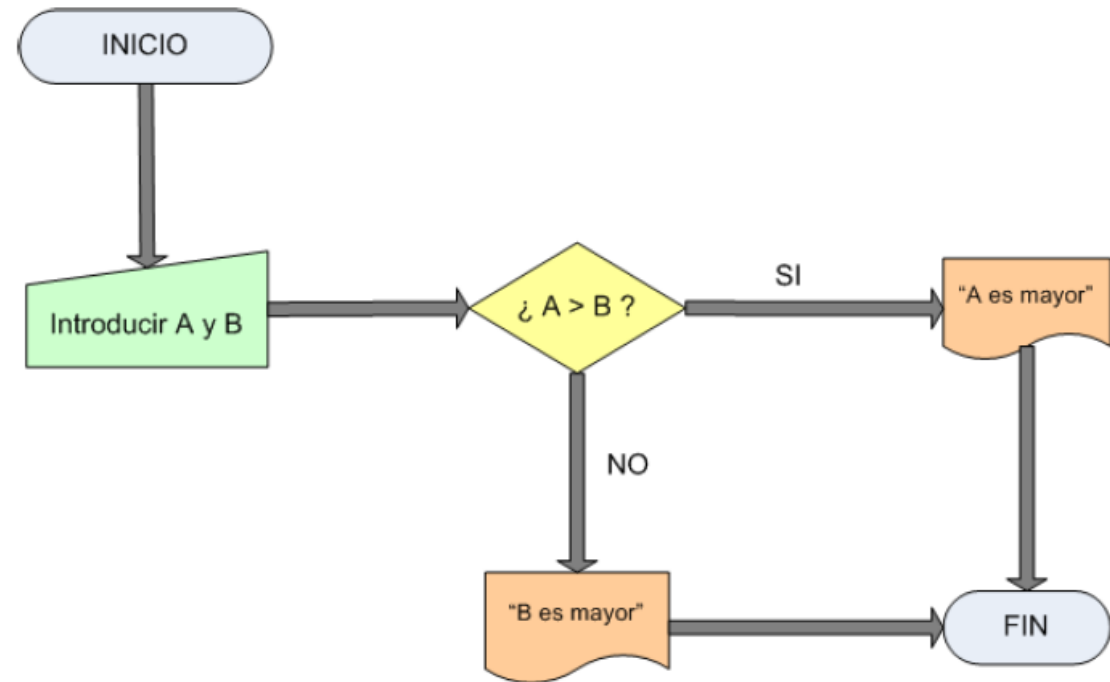 INICIO
Introducir A y B
¿ A > B ?
SI
“A es mayor”
NO
“B es mayor”
FIN